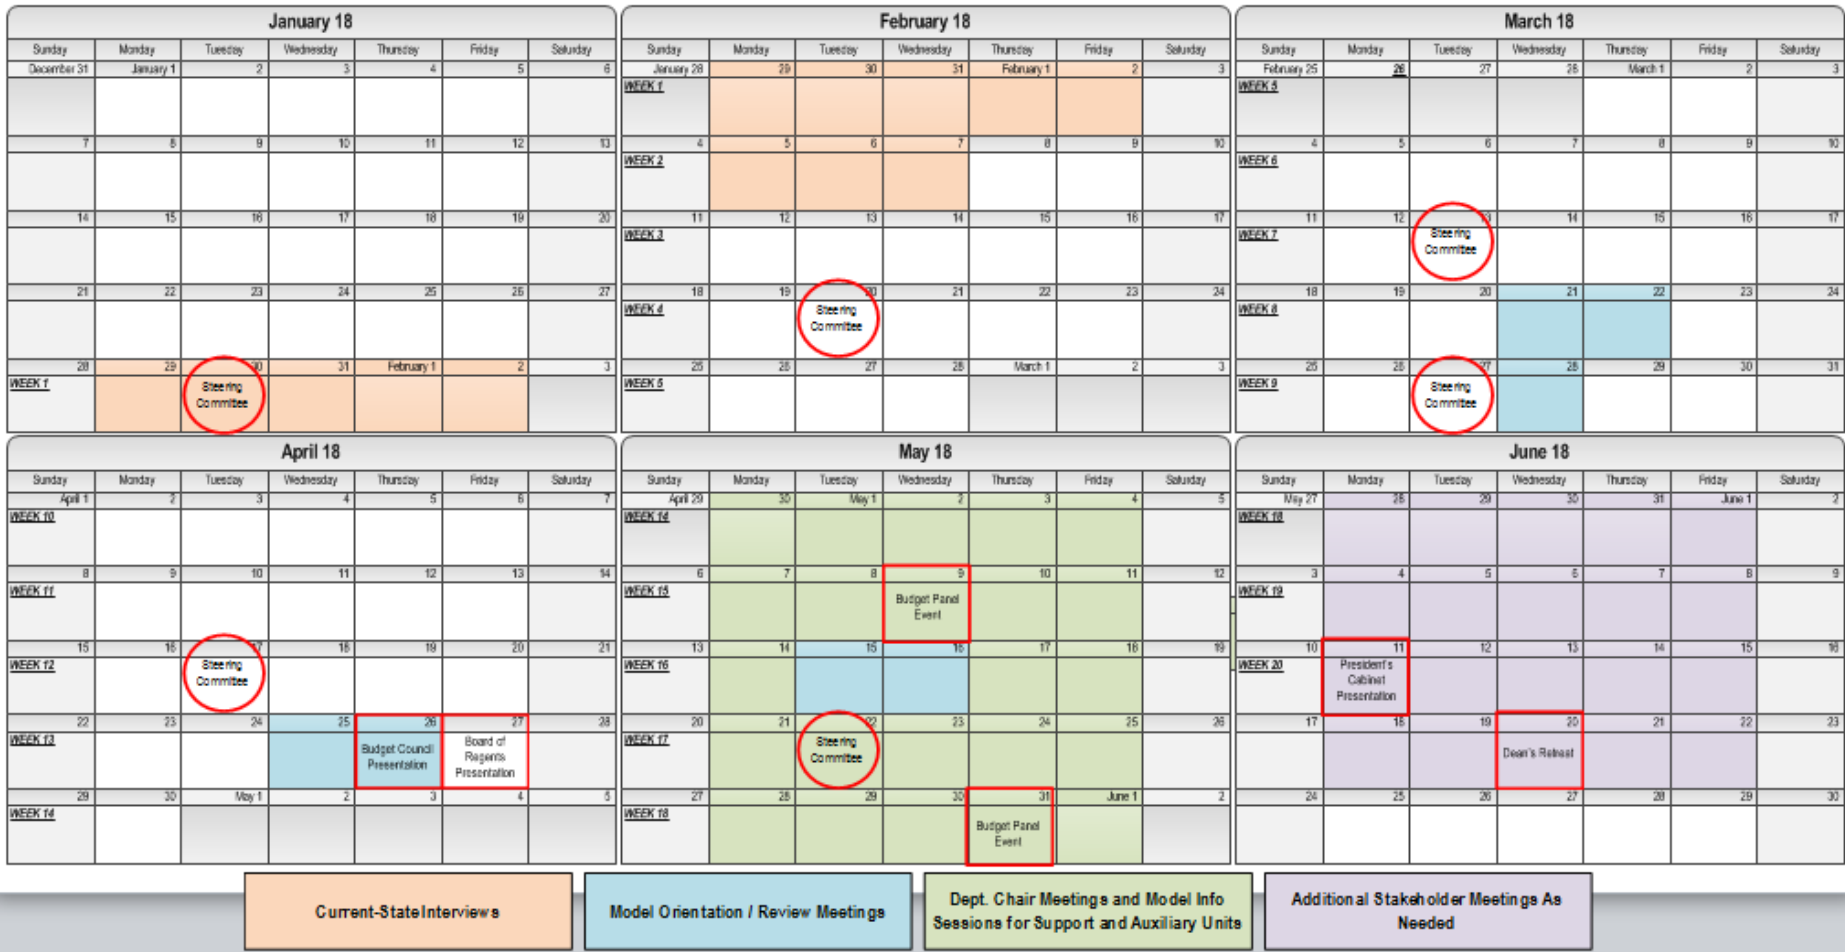 January 18
Sunday Monday Tuesday Wednesday Thursday Friday Saturday
December 31 January 1 2 3 4 5 6
7 8 9 10 11 12 13
14 15 16 17 18 19 20
21 22 23 24 25 26 27
28 29 30 31 February 1 2 3
WEEK 1
Steering
Committee
February 18
Sunday Monday Tuesday Wednesday Thursday Friday Saturday
January 28 29 30 31 February 1 2 3
WEEK 1
4 5 6 7 8 9 10
WEEK 2
11 12 13 14 15 16 17
WEEK 3
18 19 20 21 22 23 24
WEEK 4
Steering
Committee
25 26 27 28 March 1 2 3
WEEK 5
March 18
Sunday Monday Tuesday Wednesday Thursday Friday Saturday
February 25 26 27 28 March 1 2 3
WEEK 5
4 5 6 7 8 9 10
WEEK 6
11 12 13 14 15 16 17
WEEK 7
Steering
Committee
18 19 20 21 22 23 24
WEEK 8
25 26 27 28 29 30 31
WEEK 9
Steering
Committee
April 18
Sunday Monday Tuesday Wednesday Thursday Friday Saturday
April 1 2 3 4 5 6 7
WEEK 10
8 9 10 11 12 13 14
WEEK 11
15 16 17 18 19 20 21
WEEK 12
Steering
Committee
22 23 24 25 26 27 28
WEEK 13
Budget Council
Presentation
Board of
Regents
Presentation
29 30 May 1 2 3 4 5
WEEK 14
May 18
Sunday Monday Tuesday Wednesday Thursday Friday Saturday
April 29 30 May 1 2 3 4 5
WEEK 14
6 7 8 9 10 11 12
WEEK 15
Budget Panel
Event
13 14 15 16 17 18 19
WEEK 16
20 21 22 23 24 25 26
WEEK 17
Steering
Committee
27 28 29 30 31 June 1 2
WEEK 18
Budget Panel
Event
June 18
Sunday Monday Tuesday Wednesday Thursday Friday Saturday
May 27 28 29 30 31 June 1 2
WEEK 18
3 4 5 6 7 8 9
WEEK 19
10 11 12 13 14 15 16
WEEK 20
President's
Cabinet
Presentation
17 18 19 20 21 22 23
Dean's Retreat
24 25 26 27 28 29 30
Current-State Interviews
Model Orientation / Review Meetings
Dept. Chair Meetings and Model Info
Sessions for Support and Auxiliary Units
Additional Stakeholder Meetings As
Needed